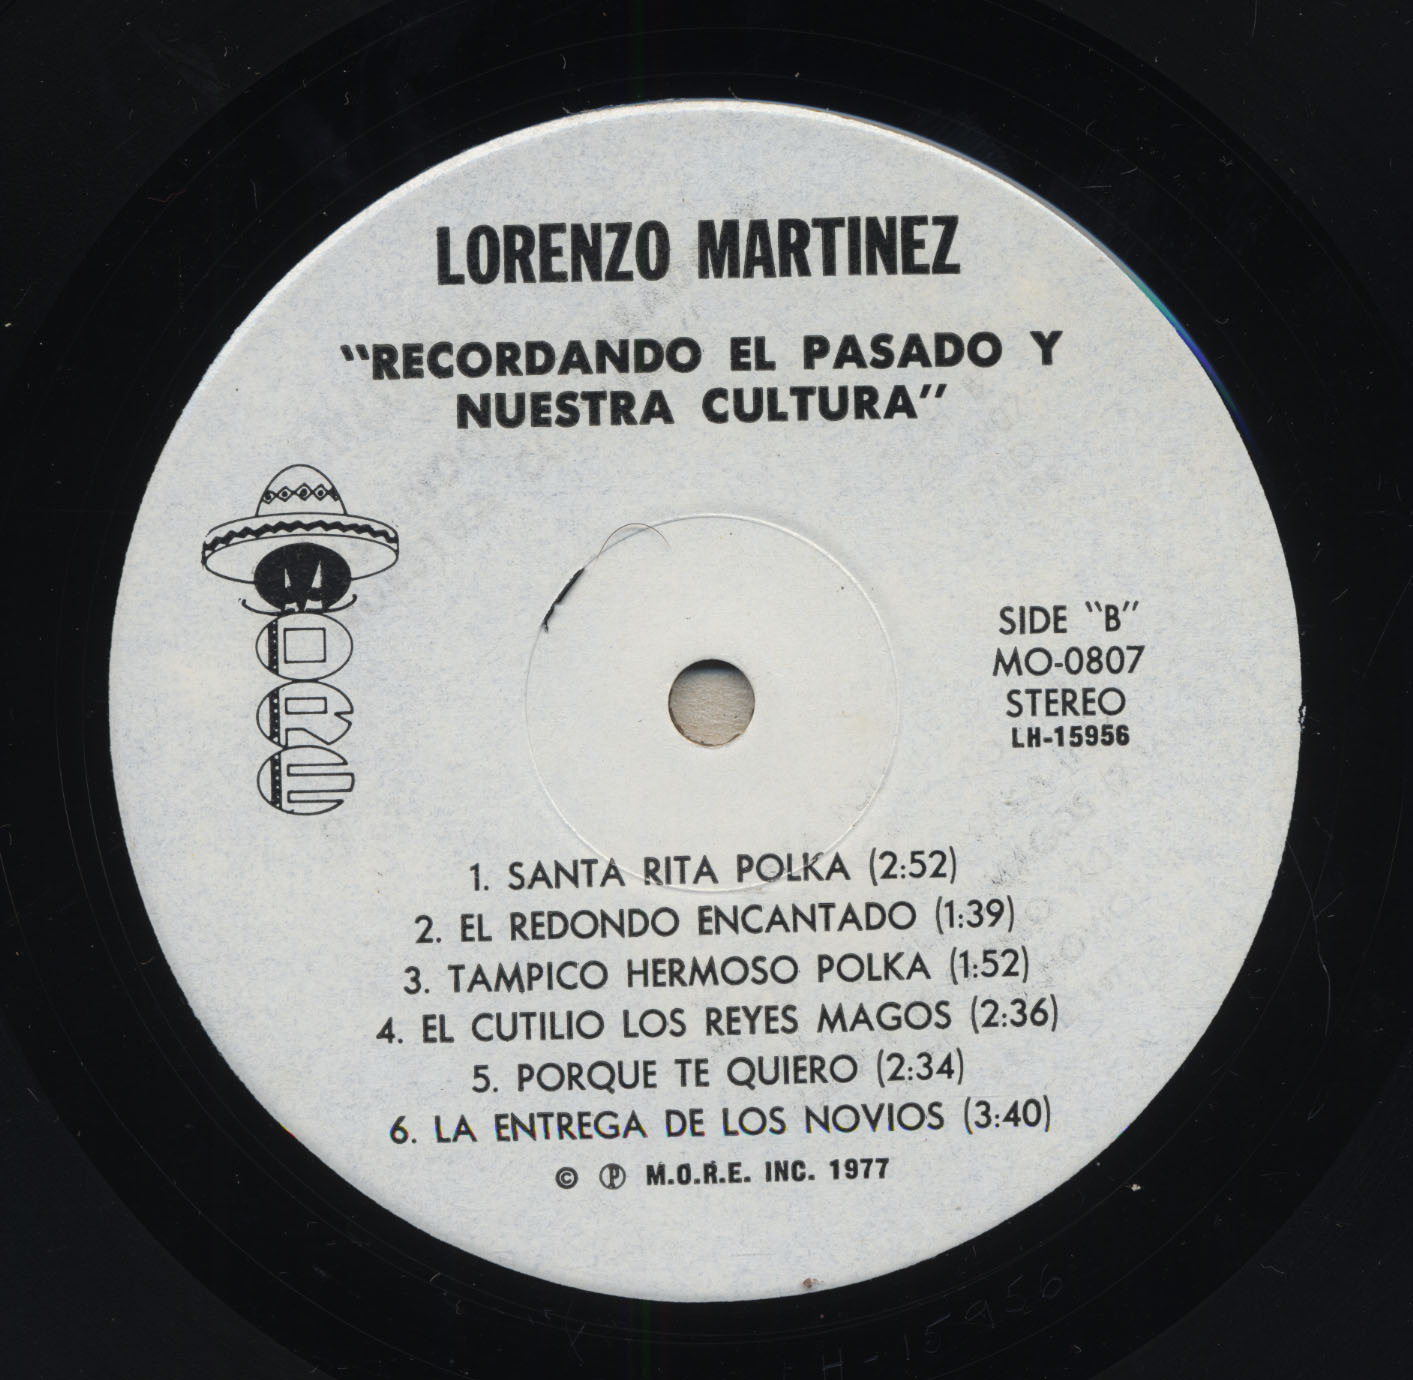 LORENZO MARTINEZ
"RECORDANDO EL PASADO Y
NUESTRA CULTURA"
MORE
SIDE "B"
MO-0807
STEREO
LH-15956
1. SANTA RITA POLKA (2:52)
2. EL REDONDO ENCANTADO (1:39)
3. TAMPICO HERMOSO POLKA (1:52)
4. EL CUTILIO LOS REYES MAGOS (2:36)
5. PORQUE TE QUIERO (2:34)
6. LA ENTREGA DE LOS NOVIOS (3:40)
© ℗ M.O.R.E. INC. 1977
H-15956